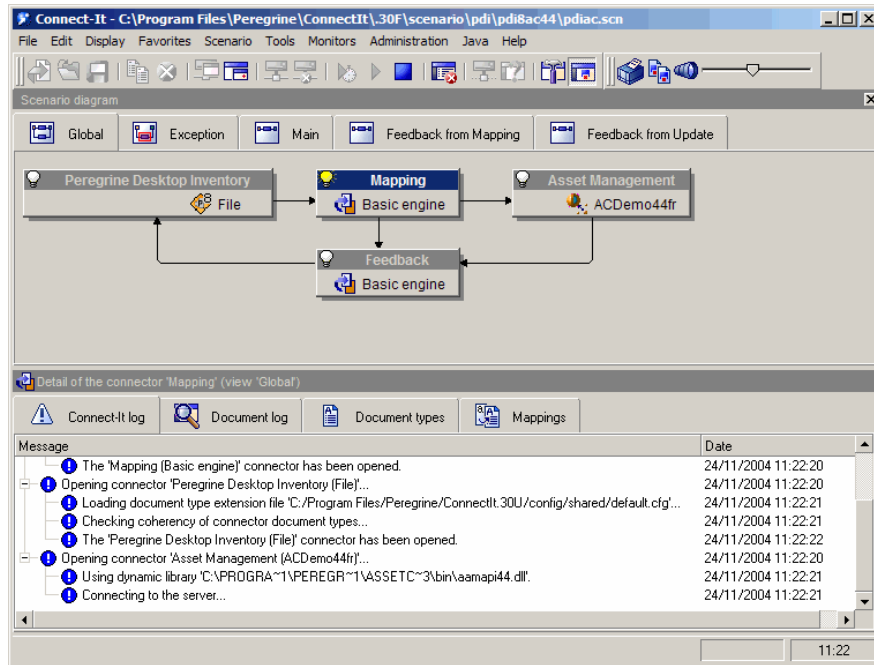 Connect-It - C:\Program Files\Peregrine\ConnectIt\.30F\scenario\pdi\pdi8ac44\pdiac.scn
File Edit Display Favorites Scenario Tools Monitors Administration Java Help
Scenario diagram
Global Exception Main Feedback from Mapping Feedback from Update
Peregrine Desktop Inventory Mapping Asset Management
File Basic engine ACDemo44fr
Feedback
Basic engine
Detail of the connector 'Mapping' (view 'Global')
Connect-It log Document log Document types Mappings
Message Date
The 'Mapping (Basic engine)' connector has been opened. 24/11/2004 11:22:20
Opening connector 'Peregrine Desktop Inventory (File)'... 24/11/2004 11:22:20
Loading document type extension file 'C:/Program Files/Peregrine/ConnectIt.30U/config/shared/default.cfg'... 24/11/2004 11:22:21
Checking coherency of connector document types... 24/11/2004 11:22:21
The 'Peregrine Desktop Inventory (File)' connector has been opened. 24/11/2004 11:22:22
Opening connector 'Asset Management (ACDemo44fr)'... 24/11/2004 11:22:20
Using dynamic library 'C:\PROGRA~1\PEREGR~1\ASSETC~3\bin\aamapi44.dll'. 24/11/2004 11:22:21
Connecting to the server... 24/11/2004 11:22:21
11:22